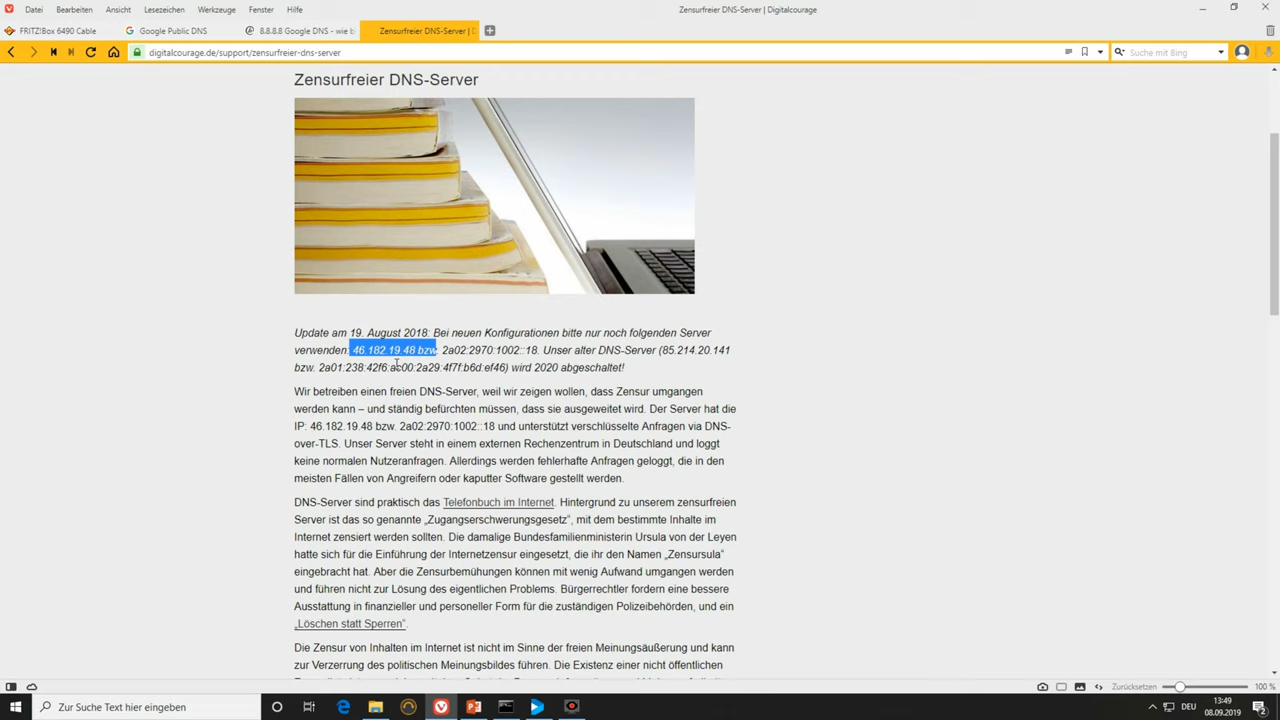 Datei Bearbeiten Ansicht Lesezeichen Werkzeuge Fenster Hilfe Zensurfreier DNS-Server | Digitalcourage
FRITZ!Box 6490 Cable Google Public DNS 8.8.8.8 Google DNS - wie b Zensurfreier DNS-Server | D
digitalcourage.de/support/zensurfreier-dns-server Suche mit Bing
Zensurfreier DNS-Server
Update am 19. August 2018: Bei neuen Konfigurationen bitte nur noch folgenden Server
verwenden: 46.182.19.48 bzw. 2a02:2970:1002::18. Unser alter DNS-Server (85.214.20.141
bzw. 2a01:238:42f6:ac00:2a29:4f7f:b6d:ef46) wird 2020 abgeschaltet!
Wir betreiben einen freien DNS-Server, weil wir zeigen wollen, dass Zensur umgangen
werden kann – und ständig befürchten müssen, dass sie ausgeweitet wird. Der Server hat die
IP: 46.182.19.48 bzw. 2a02:2970:1002::18 und unterstützt verschlüsselte Anfragen via DNS-
over-TLS. Unser Server steht in einem externen Rechenzentrum in Deutschland und loggt
keine normalen Nutzeranfragen. Allerdings werden fehlerhafte Anfragen geloggt, die in den
meisten Fällen von Angreifern oder kaputter Software gestellt werden.
DNS-Server sind praktisch das Telefonbuch im Internet. Hintergrund zu unserem zensurfreien
Server ist das so genannte „Zugangserschwerungsgesetz“, mit dem bestimmte Inhalte im
Internet zensiert werden sollten. Die damalige Bundesfamilienministerin Ursula von der Leyen
hatte sich für die Einführung der Internetzensur eingesetzt, die ihr den Namen „Zensursula“
eingebracht hat. Aber die Zensurbemühungen können mit wenig Aufwand umgangen werden
und führen nicht zur Lösung des eigentlichen Problems. Bürgerrechtler fordern eine bessere
Ausstattung in finanzieller und personeller Form für die zuständigen Polizeibehörden, und ein
„Löschen statt Sperren“.
Die Zensur von Inhalten im Internet ist nicht im Sinne der freien Meinungsäußerung und kann
zur Verzerrung des politischen Meinungsbildes führen. Die Existenz einer nicht öffentlichen
Zurücksetzen 100 %
Zur Suche Text hier eingeben DEU 13:49
08.09.2019